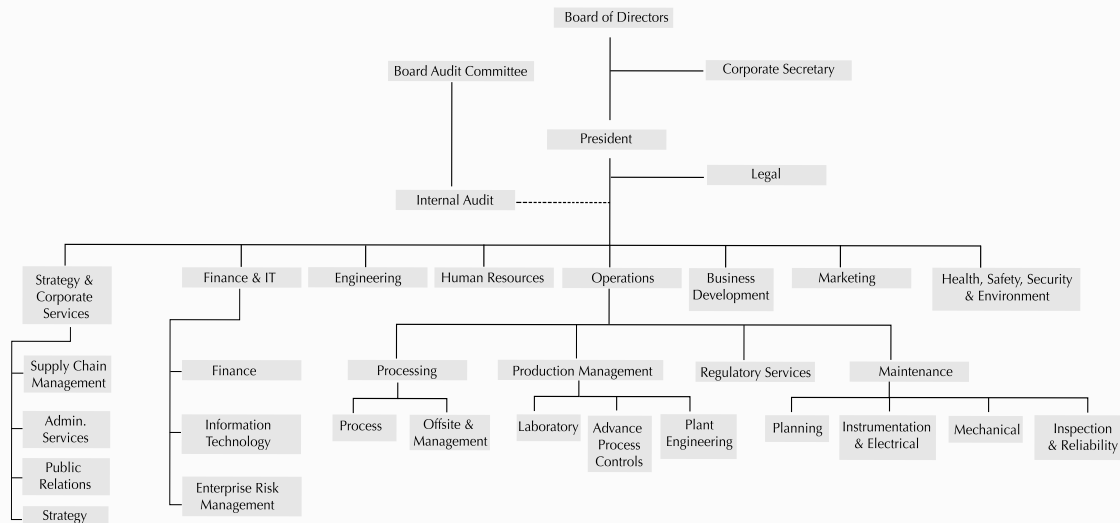 Board of Directors
Board Audit Committee
Corporate Secretary
President
Legal
Internal Audit
Strategy &
Corporate
Services
Finance & IT
Engineering
Human Resources
Operations
Business
Development
Marketing
Health, Safety, Security
& Environment
Supply Chain
Management
Admin.
Services
Public
Relations
Strategy
Finance
Information
Technology
Enterprise Risk
Management
Processing
Production Management
Regulatory Services
Maintenance
Process
Offsite &
Management
Laboratory
Advance
Process
Controls
Plant
Engineering
Planning
Instrumentation
& Electrical
Mechanical
Inspection
& Reliability